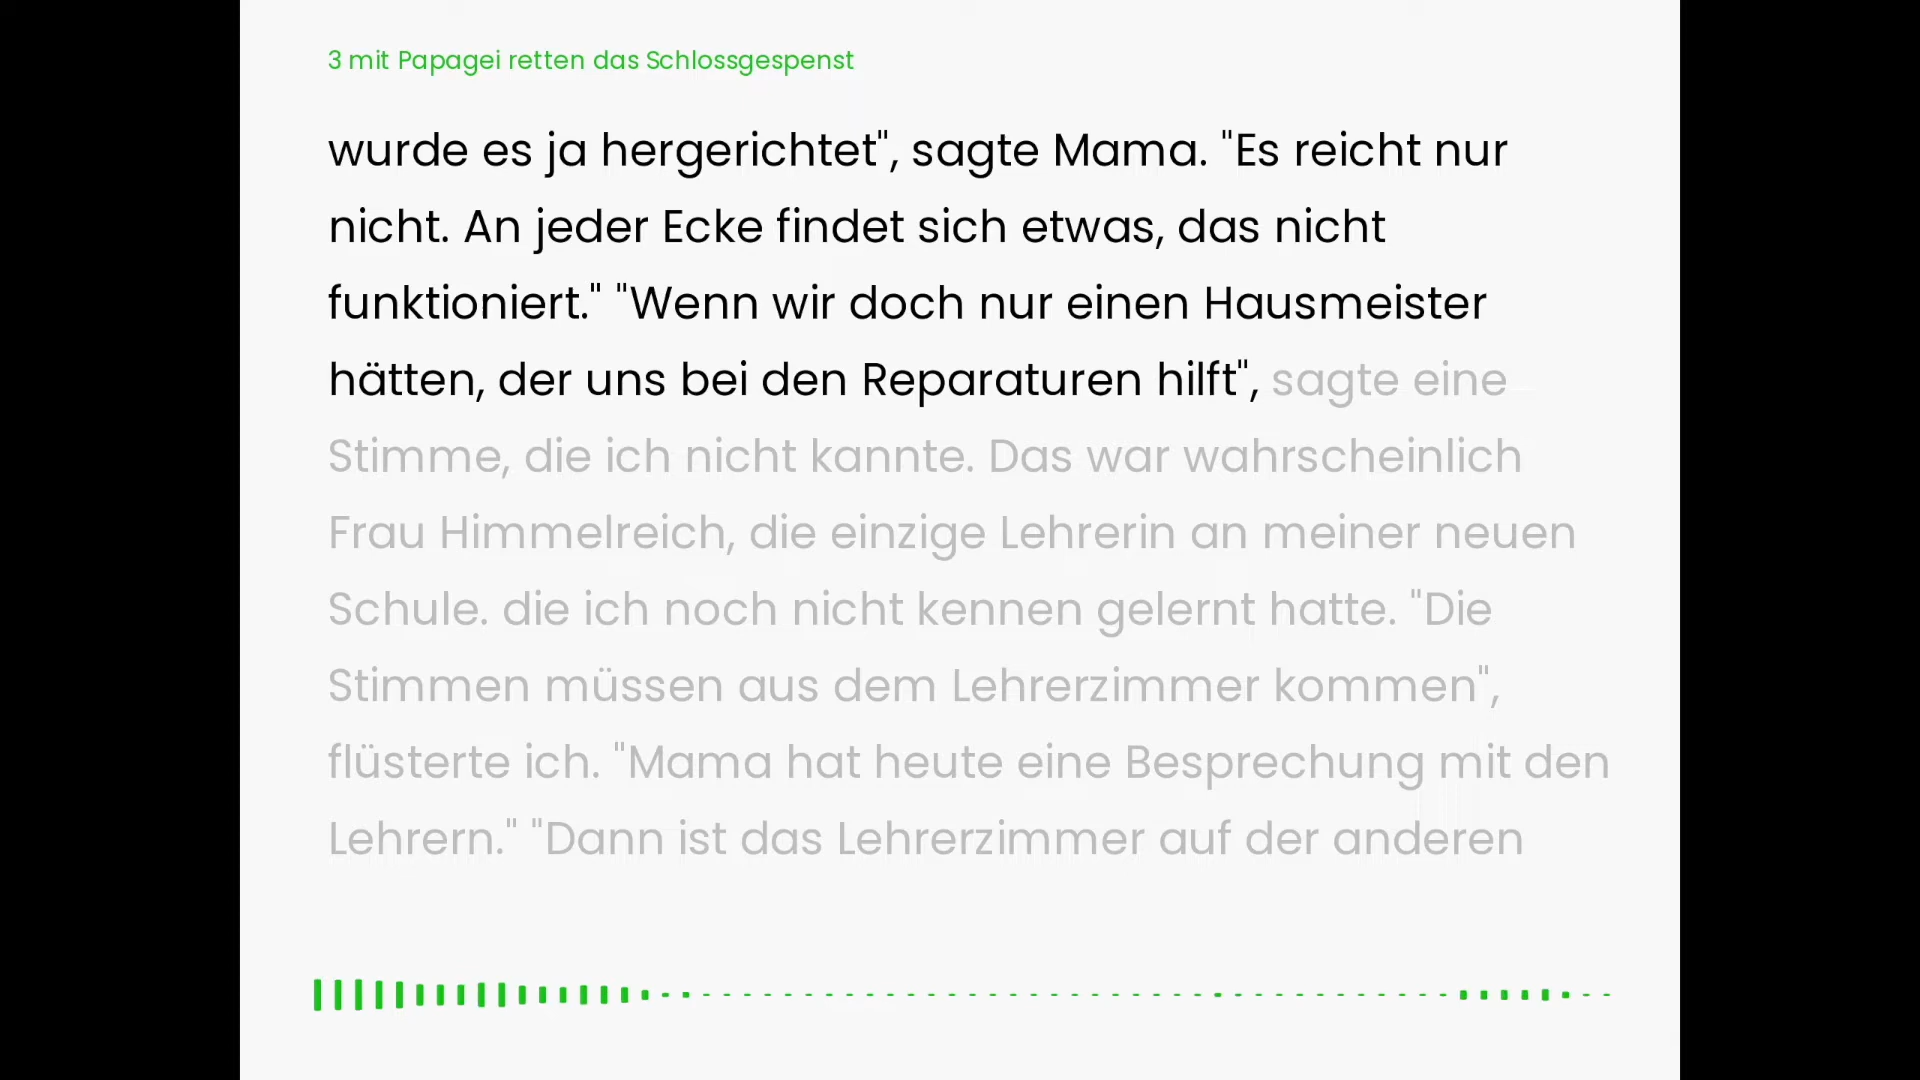 3 mit Papagei retten das Schlossgespenst
wurde es ja hergerichtet", sagte Mama. "Es reicht nur
nicht. An jeder Ecke findet sich etwas, das nicht
funktioniert." "Wenn wir doch nur einen Hausmeister
hätten, der uns bei den Reparaturen hilft", sagte eine
Stimme, die ich nicht kannte. Das war wahrscheinlich
Frau Himmelreich, die einzige Lehrerin an meiner neuen
Schule. die ich noch nicht kennen gelernt hatte. "Die
Stimmen müssen aus dem Lehrerzimmer kommen",
flüsterte ich. "Mama hat heute eine Besprechung mit den
Lehrern." "Dann ist das Lehrerzimmer auf der anderen